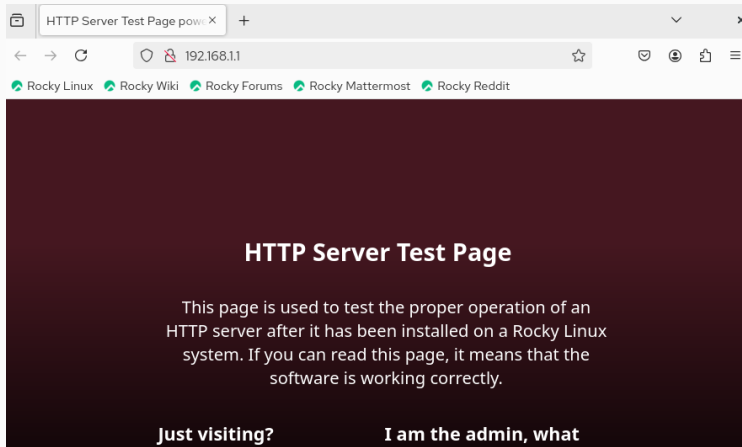 HTTP Server Test Page pow
192.168.1.1
Rocky Linux Rocky Wiki Rocky Forums Rocky Mattermost Rocky Reddit
HTTP Server Test Page
This page is used to test the proper operation of an
HTTP server after it has been installed on a Rocky Linux
system. If you can read this page, it means that the
software is working correctly.
Just visiting? I am the admin, what